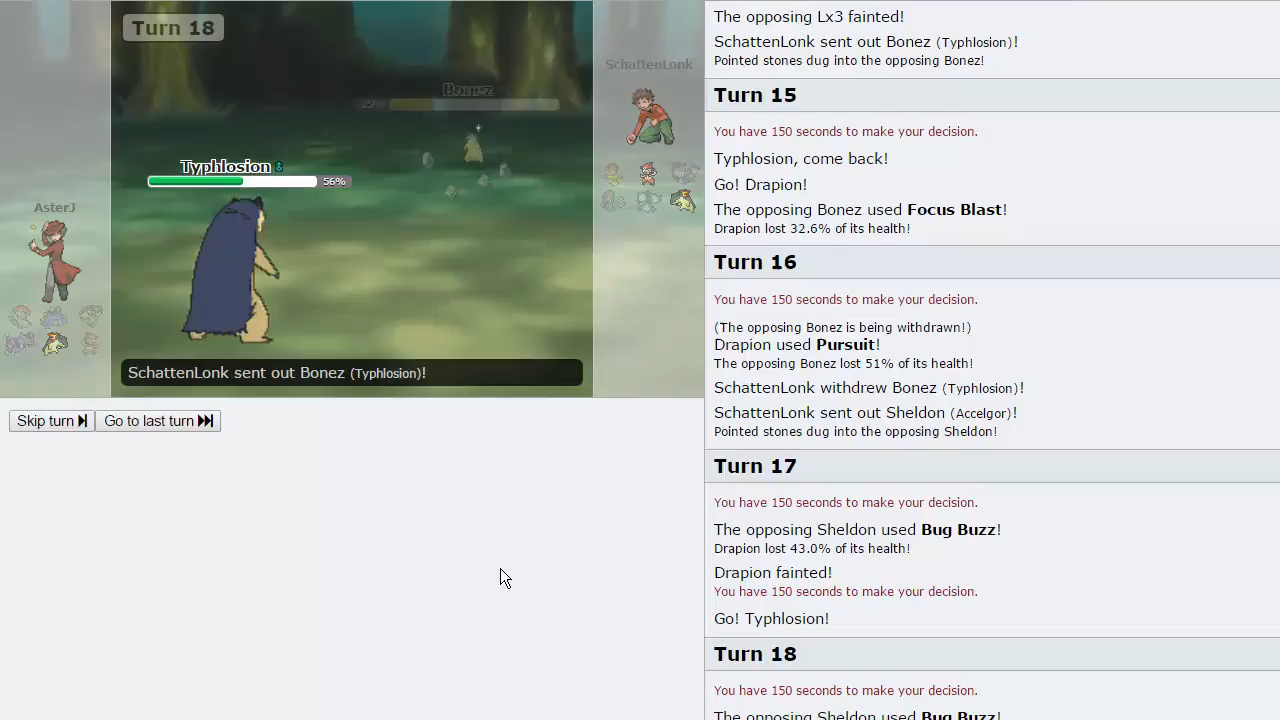 Turn 18
Bonez
Typhlosion
56%
SchattenLonk sent out Bonez (Typhlosion)!
AsterJ
SchattenLonk
Skip turn
Go to last turn
The opposing Lx3 fainted!
SchattenLonk sent out Bonez (Typhlosion)!
Pointed stones dug into the opposing Bonez!
Turn 15
You have 150 seconds to make your decision.
Typhlosion, come back!
Go! Drapion!
The opposing Bonez used Focus Blast!
Drapion lost 32.6% of its health!
Turn 16
You have 150 seconds to make your decision.
(The opposing Bonez is being withdrawn!)
Drapion used Pursuit!
The opposing Bonez lost 51% of its health!
SchattenLonk withdrew Bonez (Typhlosion)!
SchattenLonk sent out Sheldon (Accelgor)!
Pointed stones dug into the opposing Sheldon!
Turn 17
You have 150 seconds to make your decision.
The opposing Sheldon used Bug Buzz!
Drapion lost 43.0% of its health!
Drapion fainted!
You have 150 seconds to make your decision.
Go! Typhlosion!
Turn 18
You have 150 seconds to make your decision.
The opposing Sheldon used Bug Buzz!